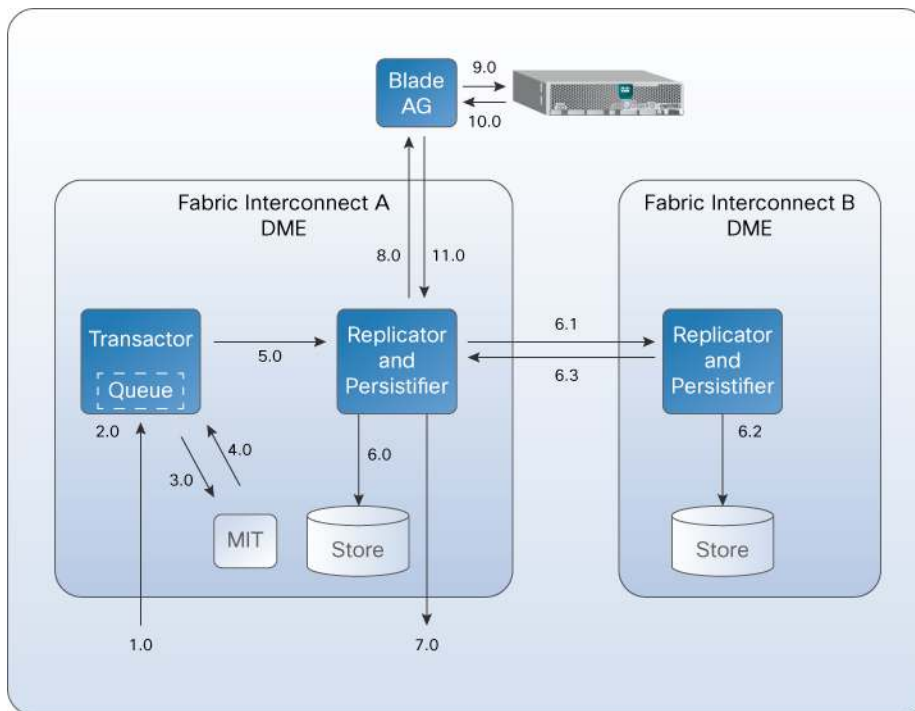 Blade
AG
9.0
10.0
Fabric Interconnect A
DME
Fabric Interconnect B
DME
8.0
11.0
Transactor
Queue
5.0
Replicator
and
Persistifier
6.1
6.3
Replicator
and
Persistifier
2.0
3.0
4.0
6.0
6.2
MIT
Store
Store
1.0
7.0